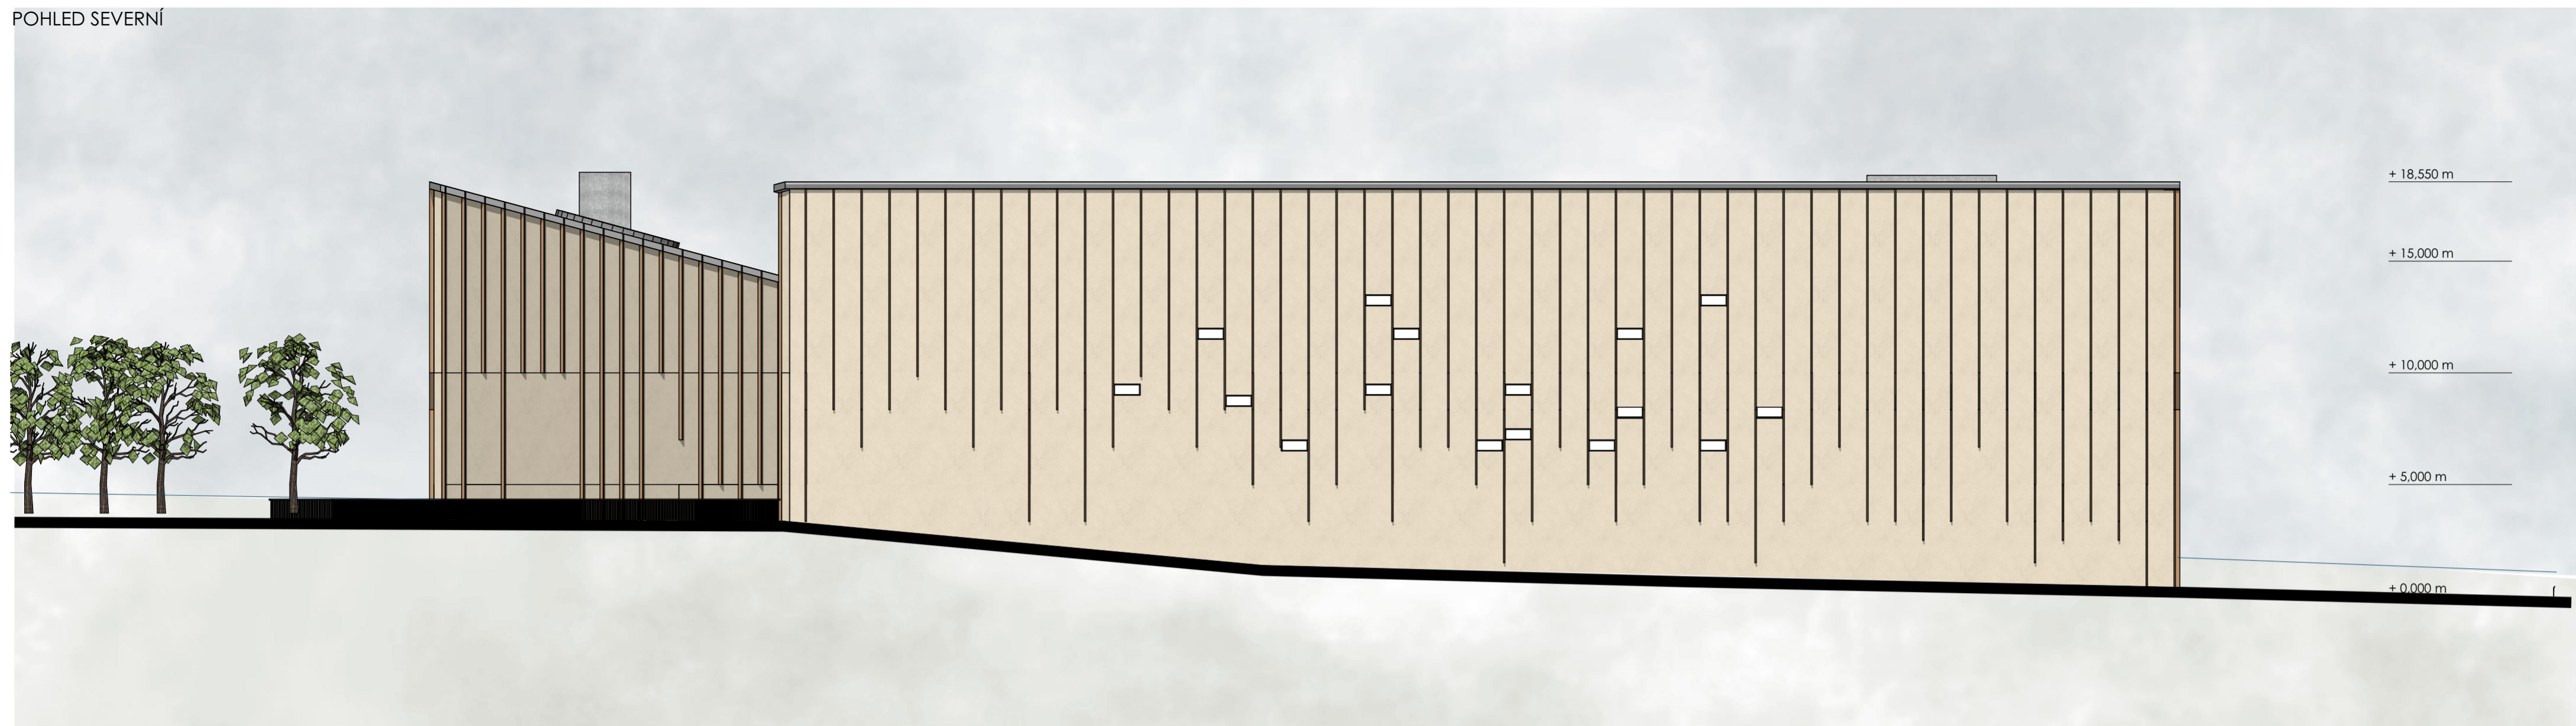 POHLED SEVERNÍ
+ 18,550 m
+ 15,000 m
+ 10,000 m
+ 5,000 m
+ 0,000 m